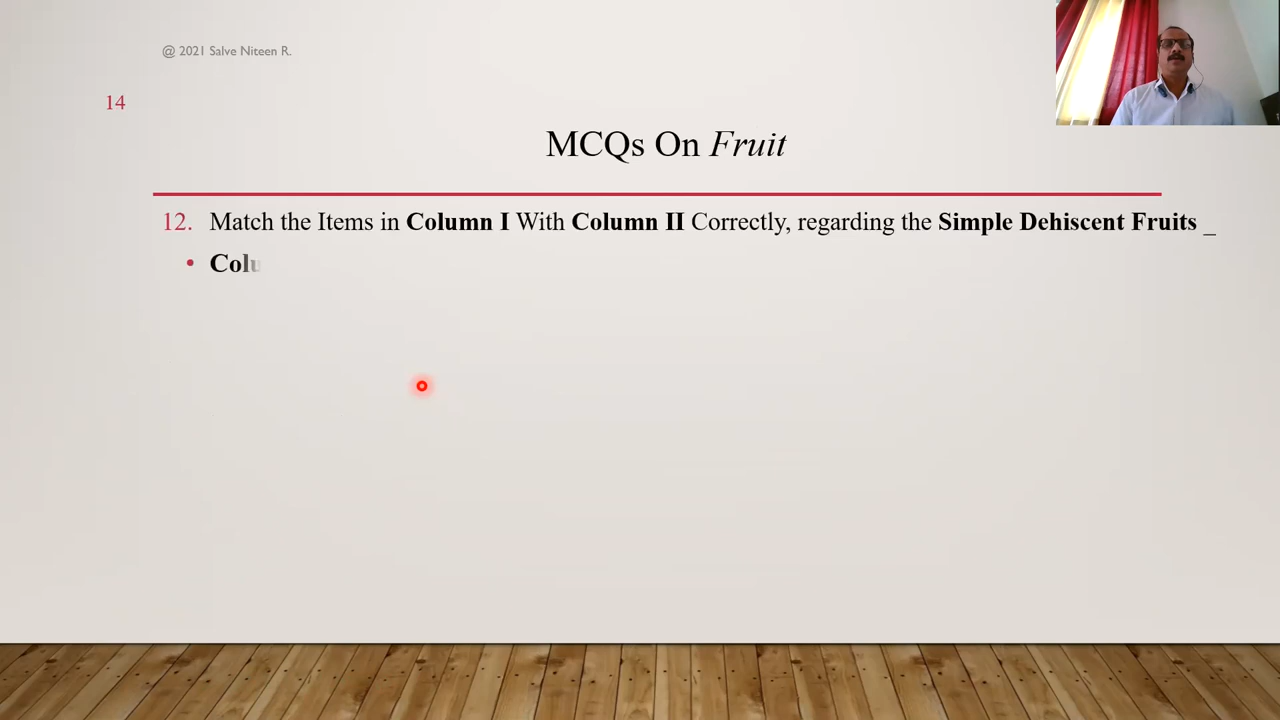 @ 2021 Salve Niteen R.
14
MCQs On Fruit
12. Match the Items in Column I With Column II Correctly, regarding the Simple Dehiscent Fruits _
• Colu